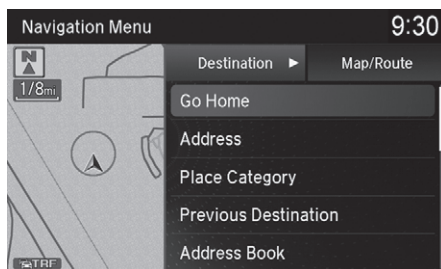 Navigation Menu 9:30
N
1/8mi
Destination ► Map/Route
Go Home
Address
Place Category
Previous Destination
Address Book
TRF